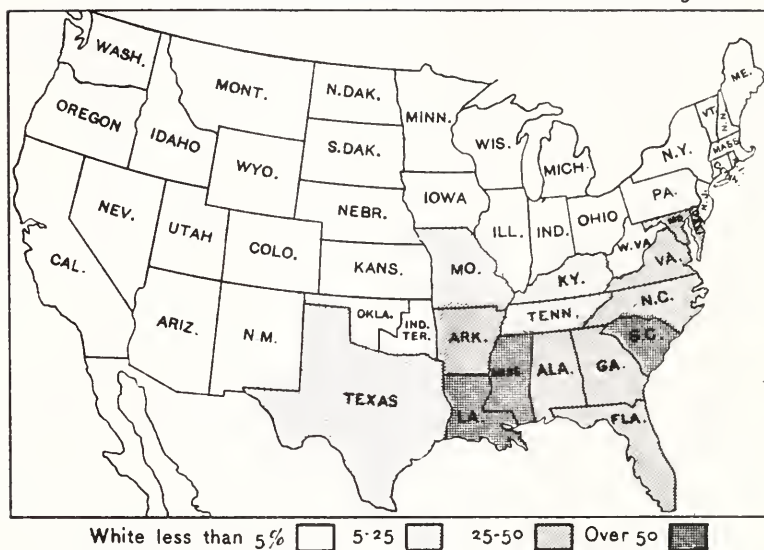 WASH.
MONT.
N.DAK.
MINN.
ME.
OREGON
IDAHO
S.DAK.
WIS.
MICH.
N.Y.
VT.
MASS.
WYO.
IOWA
PA.
NEV.
UTAH
NEBR.
ILL.
IND.
OHIO
CAL.
COLO.
KANS.
MO.
W.VA
VA.
KY.
N.C.
TENN.
ARIZ.
N.M.
OKLA.
IND.
TER.
ARK.
S.C.
MISS.
ALA.
GA.
TEXAS
LA.
FLA.
White less than 5% 5-25 25-50 Over 50